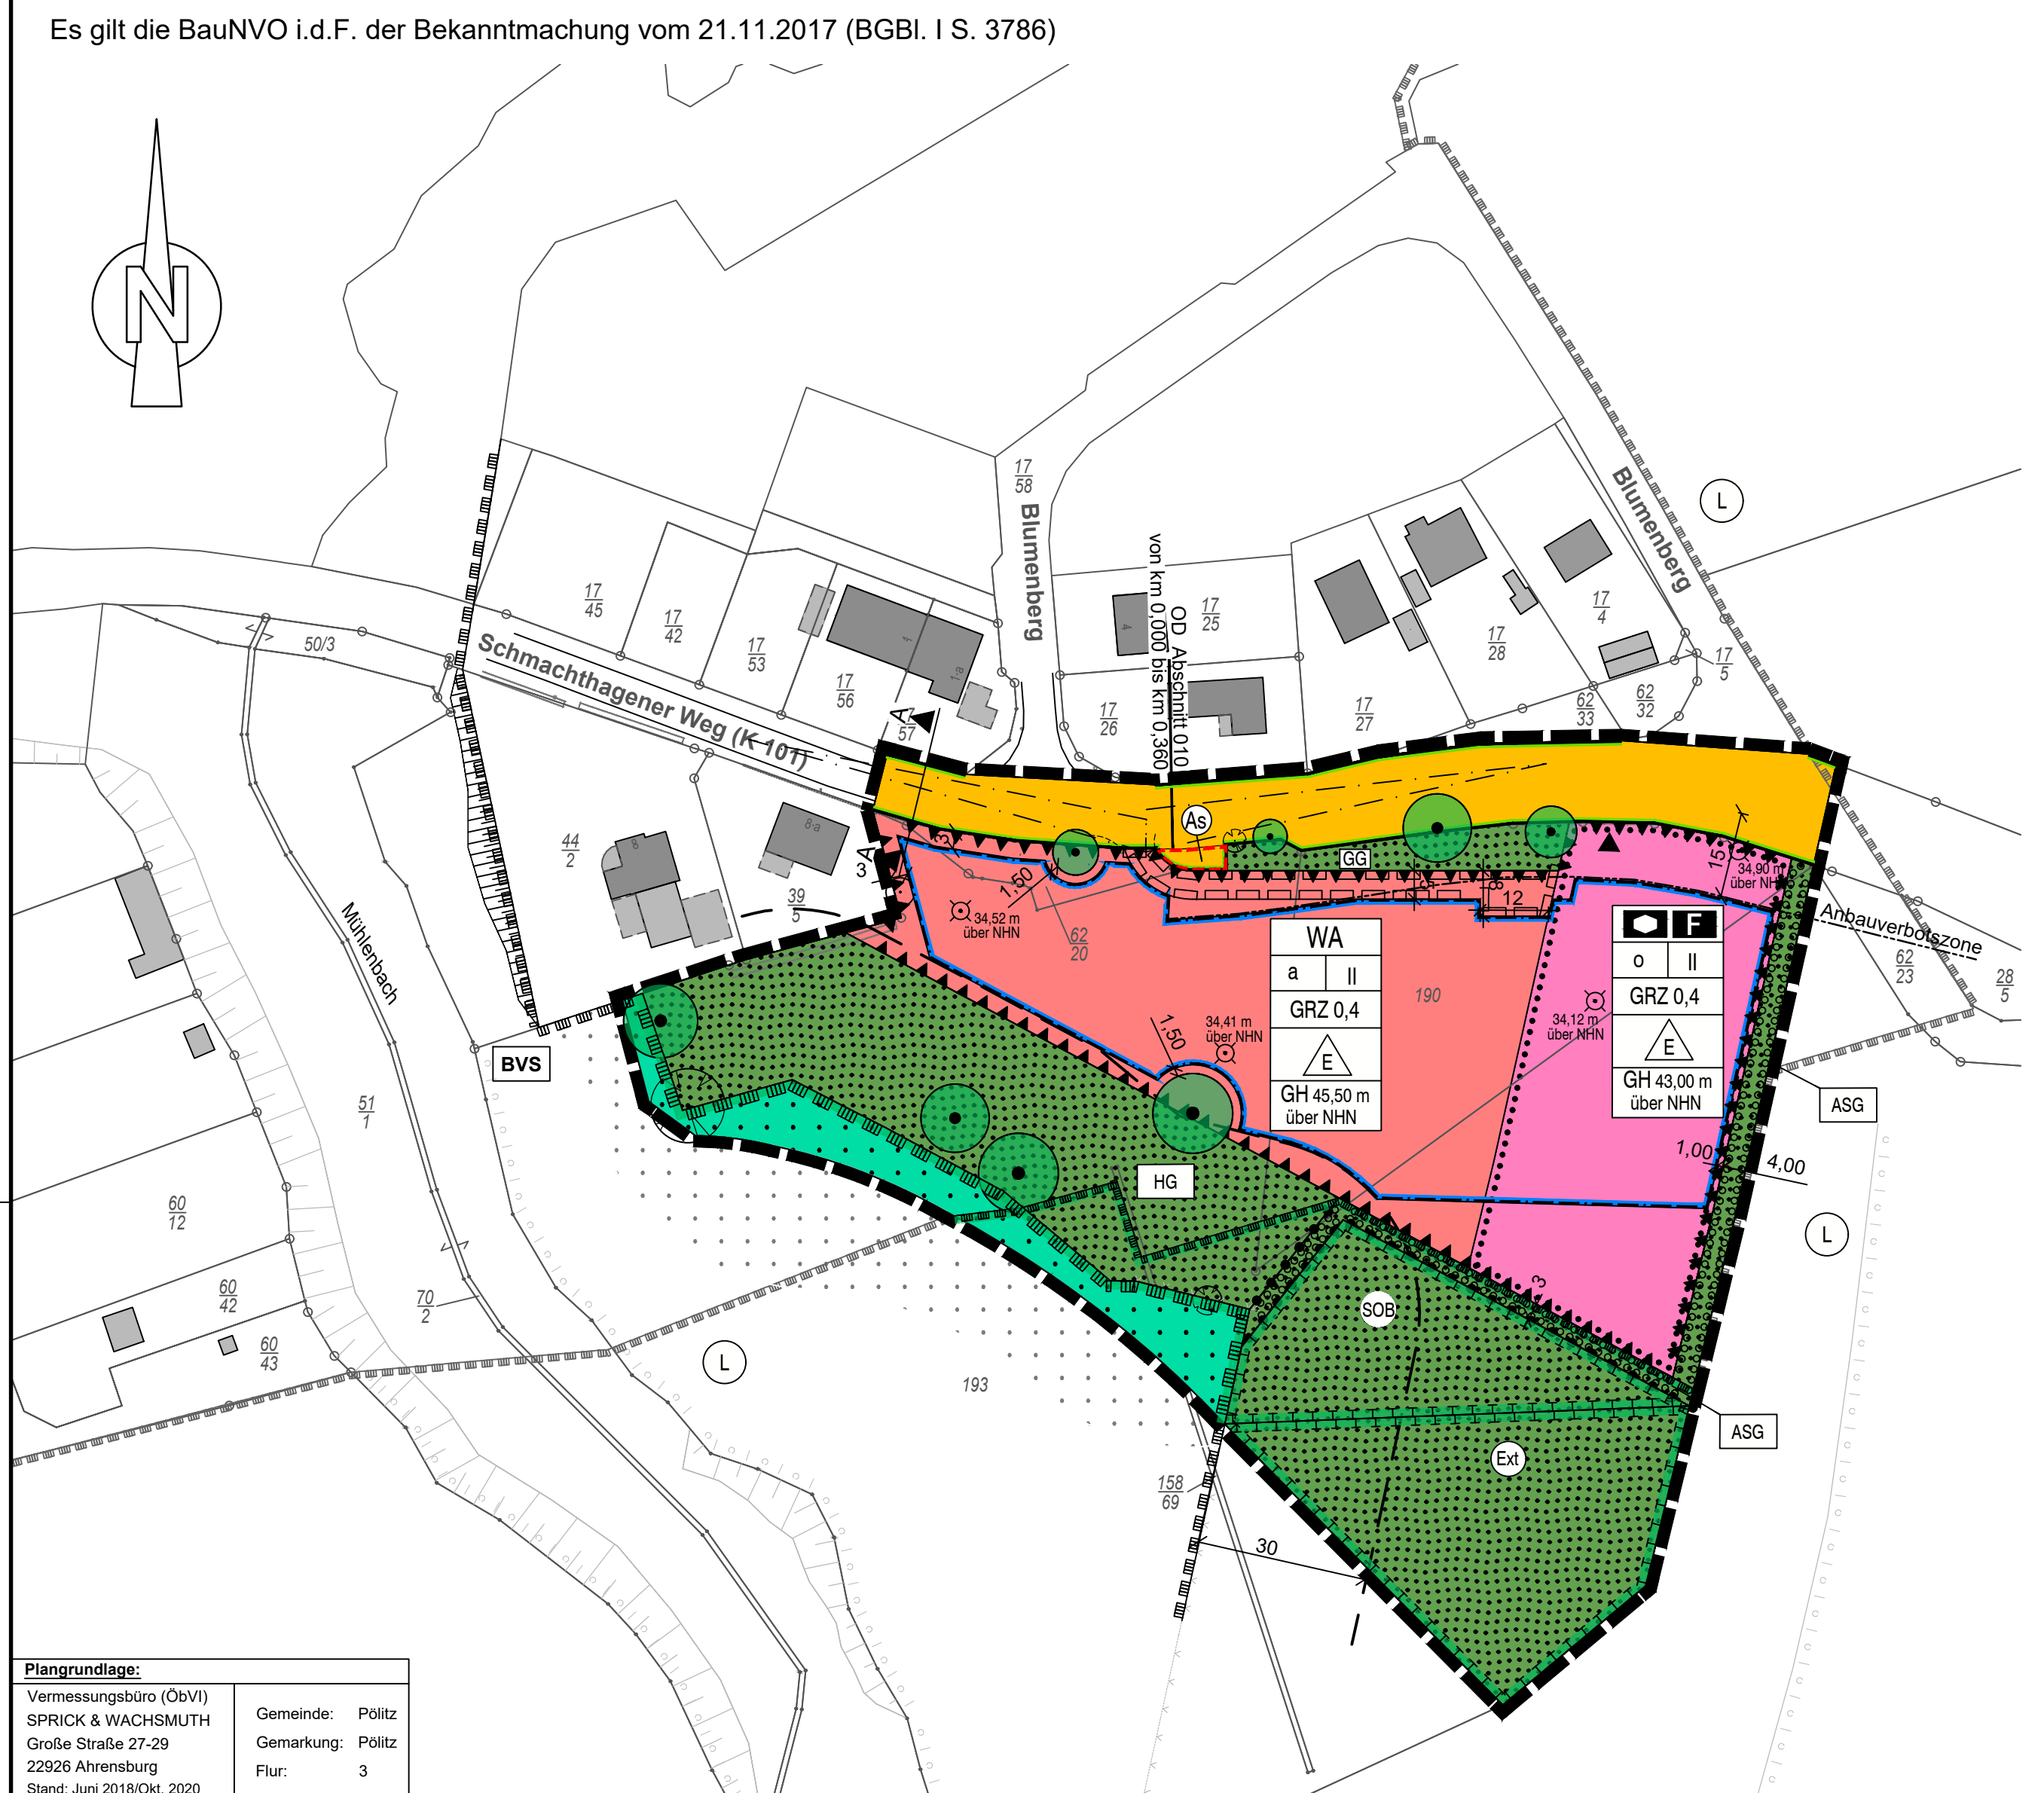 Es gilt die BauNVO i.d.F. der Bekanntmachung vom 21.11.2017 (BGBl. I S. 3786)
N
17
58
Blumenberg
Blumenberg
L
von km 0,000 bis km 0,360
OD Abschnitt 010
17
45
17
42
17
53
17
56
1
1-a
57
4
17
25
17
26
17
27
17
28
17
4
17
5
62
33
62
32
50/3
Schmachthagener Weg (K 101)
A
A
3
3
44
2
8
8-a
39
5
As
GG
15
34,90 m
über NHN
Anbauverbotszone
62
23
28
5
1,50
34,52 m
über NHN
62
20
12
WA
a
II
GRZ 0,4
E
GH 45,50 m
über NHN
190
F
o
II
GRZ 0,4
E
GH 43,00 m
über NHN
34,12 m
über NHN
34,41 m
über NHN
1,50
Mühlenbach
BVS
51
1
ASG
1,00
4,00
HG
L
60
12
60
42
60
43
70
2
L
SOB
3
193
ASG
Ext
158
69
30
Plangrundlage:
Vermessungsbüro (ÖbVI)
SPRICK & WACHSMUTH
Große Straße 27-29
22926 Ahrensburg
Stand: Juni 2018/Okt. 2020
Gemeinde: Pölitz
Gemarkung: Pölitz
Flur: 3